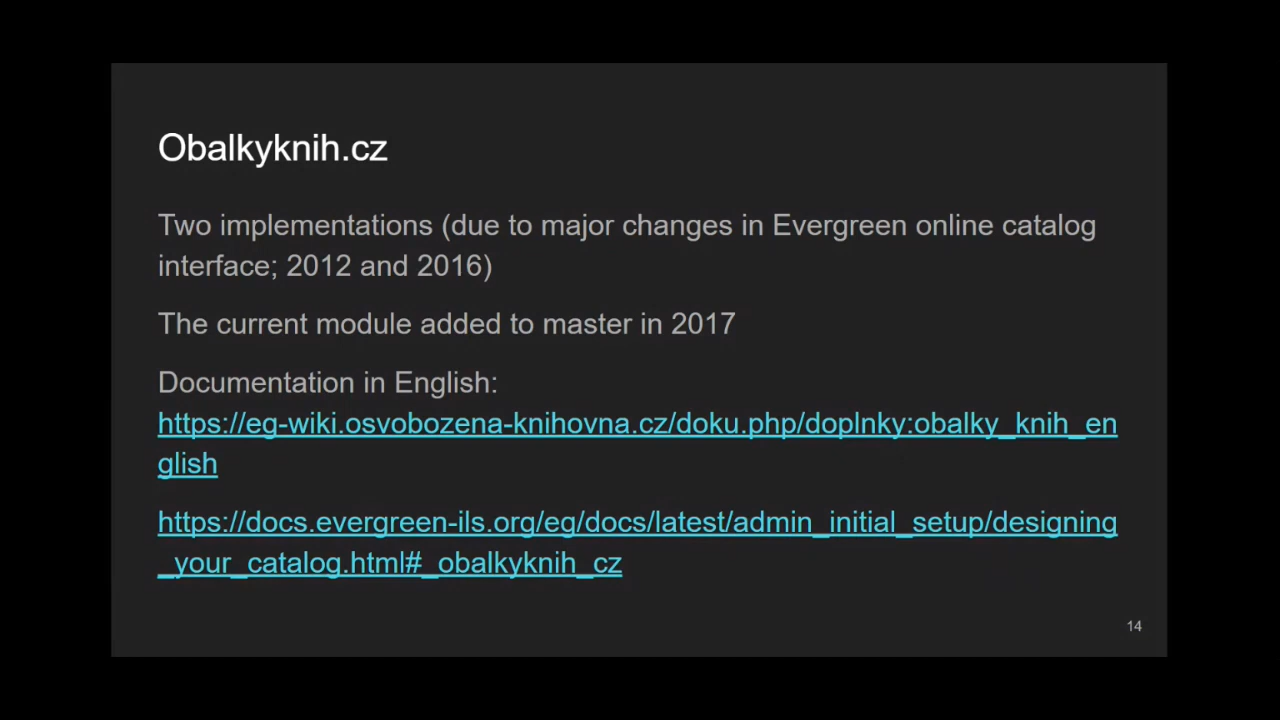 Obalkyknih.cz
Two implementations (due to major changes in Evergreen online catalog
interface; 2012 and 2016)
The current module added to master in 2017
Documentation in English:
https://eg-wiki.osvobozena-knihovna.cz/doku.php/doplnky:obalky_knih_en
glish
https://docs.evergreen-ils.org/eg/docs/latest/admin_initial_setup/designing
_your_catalog.html#_obalkyknih_cz
14